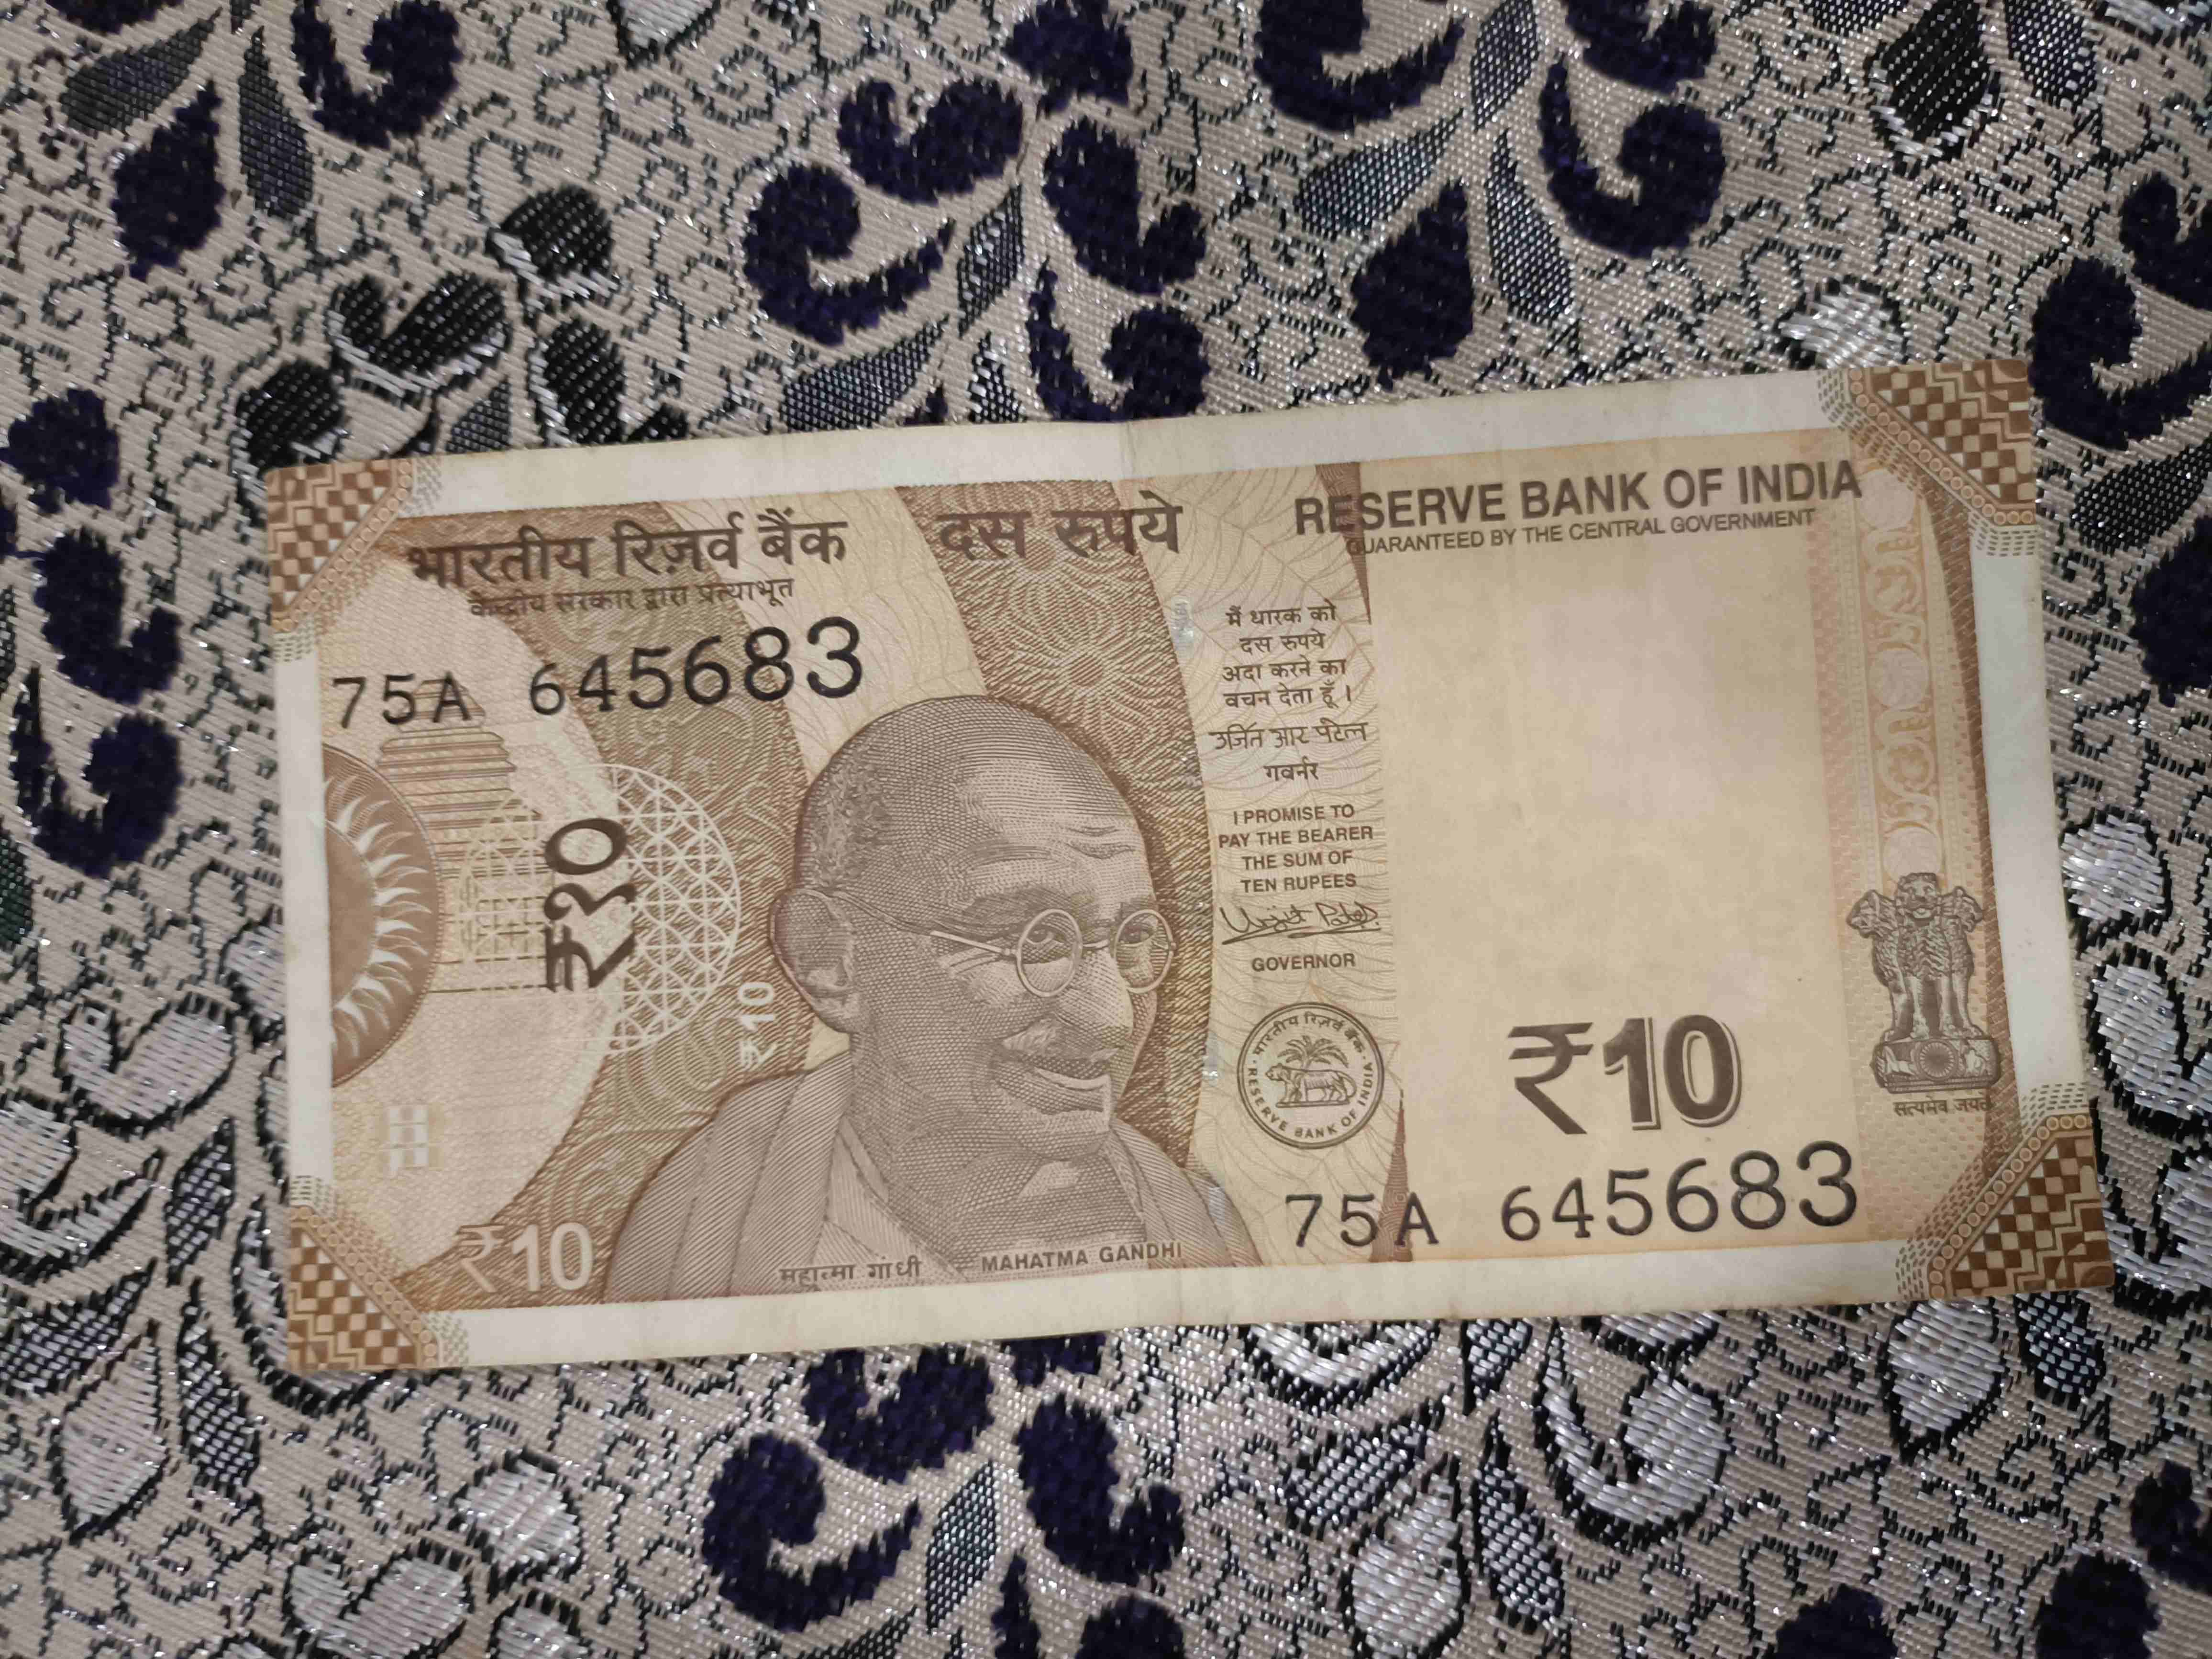 भारतीय रिज़र्व बैंक
केन्द्रीय सरकार द्वारा प्रत्याभूत
75A 645683
₹१०
₹10
₹10
दस रुपये
महात्मा गांधी MAHATMA GANDHI
RESERVE BANK OF INDIA
GUARANTEED BY THE CENTRAL GOVERNMENT
मैं धारक को
दस रुपये
अदा करने का
वचन देता हूँ ।
उर्जित आर पटेल
गवर्नर
I PROMISE TO
PAY THE BEARER
THE SUM OF
TEN RUPEES
Urjit Patel
GOVERNOR
भारतीय रिज़र्व बैंक
RESERVE BANK OF INDIA
₹10
75A 645683
सत्यमेव जयते